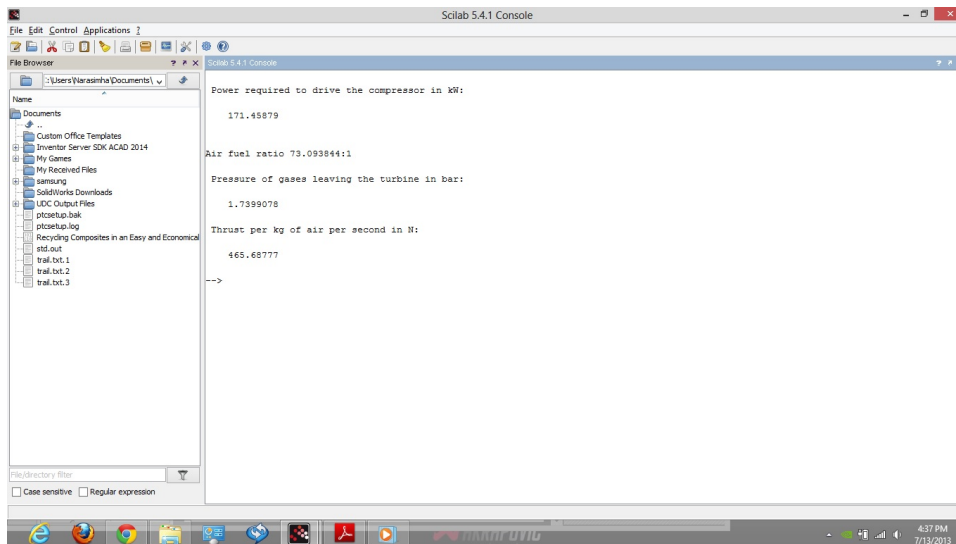 Scilab 5.4.1 Console
File Edit Control Applications ?
File Browser
Scilab 5.4.1 Console
:\Users\Narasimha\Documents\
Name
Documents
..
Custom Office Templates
Inventor Server SDK ACAD 2014
My Games
My Received Files
samsung
SolidWorks Downloads
UDC Output Files
ptcsetup.bak
ptcsetup.log
Recycling Composites in an Easy and Economical
std.out
trail.txt.1
trail.txt.2
trail.txt.3
Power required to drive the compressor in kW:
171.45879
Air fuel ratio 73.093844:1
Pressure of gases leaving the turbine in bar:
1.7399078
Thrust per kg of air per second in N:
465.68777
-->
File/directory filter
Case sensitive Regular expression
4:37 PM
7/13/2013